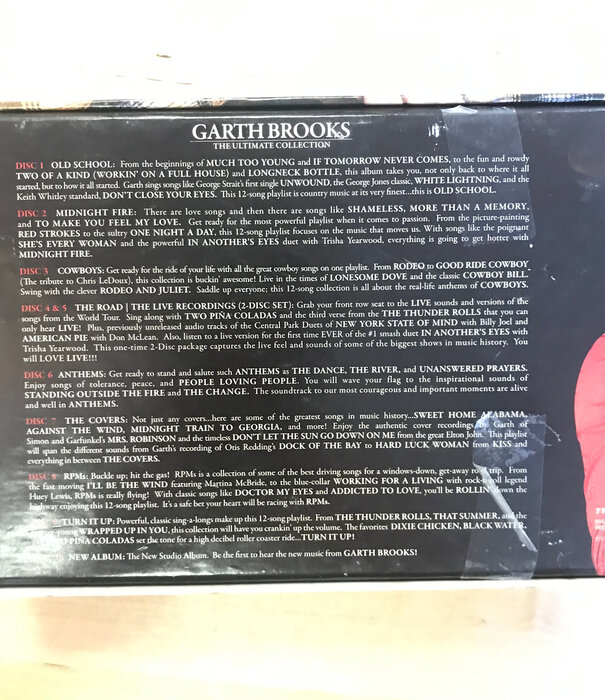 GARTH BROOKS
THE ULTIMATE COLLECTION
DISC 1 OLD SCHOOL: From the beginnings of MUCH TOO YOUNG and IF TOMORROW NEVER COMES, to the fun and rowdy
TWO OF A KIND (WORKIN' ON A FULL HOUSE) and LONGNECK BOTTLE, this album takes you, not only back to where it all
started, but to how it all started. Garth sings songs like George Strait's first single UNWOUND, the George Jones classic, WHITE LIGHTNING, and the
Keith Whitley standard, DON'T CLOSE YOUR EYES. This 12-song playlist is country music at its very finest...this is OLD SCHOOL.
DISC 2 MIDNIGHT FIRE: There are love songs and then there are songs like SHAMELESS, MORE THAN A MEMORY,
and TO MAKE YOU FEEL MY LOVE. Get ready for the most powerful playlist when it comes to passion. From the picture-painting
RED STROKES to the sultry ONE NIGHT A DAY, this 12-song playlist focuses on the music that moves us. With songs like the poignant
SHE'S EVERY WOMAN and the powerful IN ANOTHER'S EYES duet with Trisha Yearwood, everything is going to get hotter with
MIDNIGHT FIRE.
DISC 3 COWBOYS: Get ready for the ride of your life with all the great cowboy songs on one playlist. From RODEO to GOOD RIDE COWBOY
(The tribute to Chris LeDoux), this collection is buckin' awesome! Live in the times of LONESOME DOVE and the classic COWBOY BILL.
Swing with the clever RODEO AND JULIET. Saddle up everyone; this 12-song collection is all about the real-life anthems of COWBOYS.
DISC 4 & 5 THE ROAD | THE LIVE RECORDINGS (2-DISC SET): Grab your front row seat to the LIVE sounds and versions of the
songs from the World Tour. Sing along with TWO PIÑA COLADAS and the third verse from the THE THUNDER ROLLS that you can
only hear LIVE! Plus, previously unreleased audio tracks of the Central Park Duets of NEW YORK STATE OF MIND with Billy Joel and
AMERICAN PIE with Don McLean. Also, listen to a live version for the first time EVER of the #1 smash duet IN ANOTHER'S EYES with
Trisha Yearwood. This one-time 2-Disc package captures the live feel and sounds of some of the biggest shows in music history. You
will LOVE LIVE!!!
DISC 6 ANTHEMS: Get ready to stand and salute such ANTHEMS as THE DANCE, THE RIVER, and UNANSWERED PRAYERS.
Enjoy songs of tolerance, peace, and PEOPLE LOVING PEOPLE. You will wave your flag to the inspirational sounds of
STANDING OUTSIDE THE FIRE and THE CHANGE. The soundtrack to our most courageous and important moments are alive
and well in ANTHEMS.
DISC 7 THE COVERS: Not just any covers...here are some of the greatest songs in music history...SWEET HOME ALABAMA,
AGAINST THE WIND, MIDNIGHT TRAIN TO GEORGIA, and more! Enjoy the authentic cover recordings by Garth of
Simon and Garfunkel's MRS. ROBINSON and the timeless DON'T LET THE SUN GO DOWN ON ME from the great Elton John. This playlist
will span the different sounds from Garth's recording of Otis Redding's DOCK OF THE BAY to HARD LUCK WOMAN from KISS and
everything in between THE COVERS.
DISC 8 RPMs: Buckle up; hit the gas! RPMs is a collection of some of the best driving songs for a windows-down, get-away road trip. From
the fast moving I'LL BE THE WIND featuring Martina McBride, to the blue-collar WORKING FOR A LIVING with rock-n-roll legend
Huey Lewis, RPMs is really flying! With classic songs like DOCTOR MY EYES and ADDICTED TO LOVE, you'll be ROLLIN' down the
highway enjoying this 12-song playlist. It's a safe bet your heart will be racing with RPMs.
TURN IT UP: Powerful, classic sing-a-longs make up this 12-song playlist. From THE THUNDER ROLLS, THAT SUMMER, and the
WRAPPED UP IN YOU, this collection will have you crankin' up the volume. The favorites DIXIE CHICKEN, BLACK WATER,
PIÑA COLADAS set the tone for a high decibel roller coaster ride...TURN IT UP!
NEW ALBUM: The New Studio Album. Be the first to hear the new music from GARTH BROOKS!